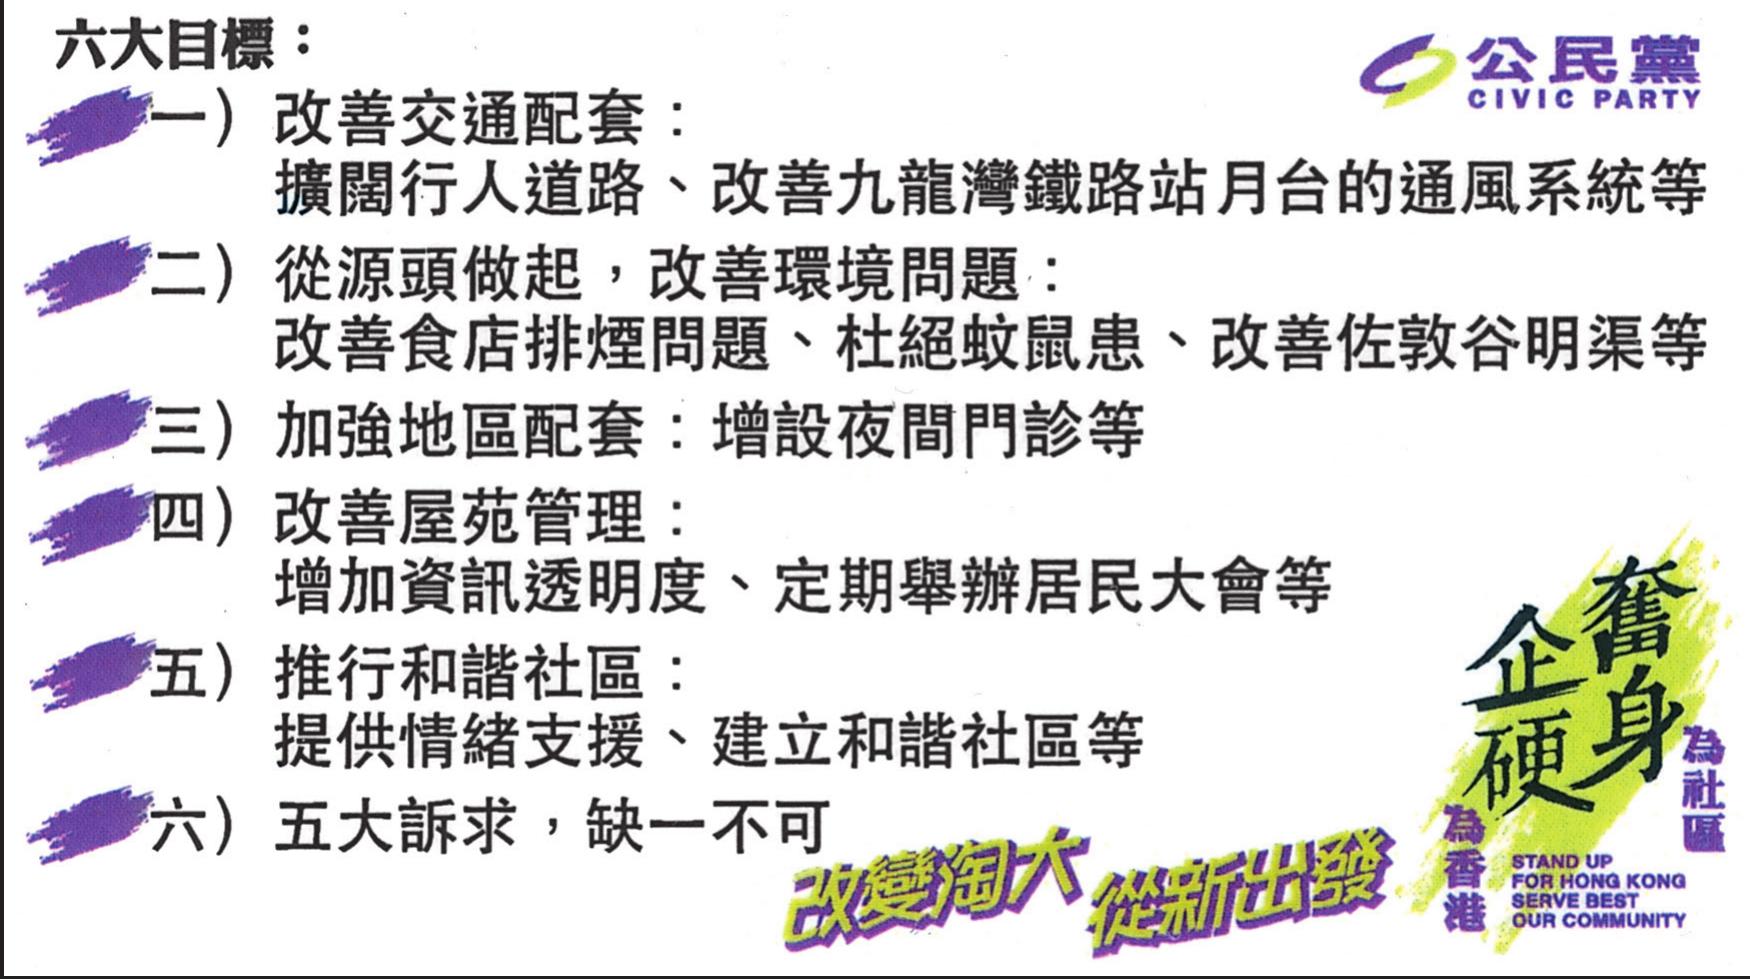 六大目標：
公民黨
CIVIC PARTY
一） 改善交通配套：
擴闊行人道路、改善九龍灣鐵路站月台的通風系統等
二） 從源頭做起，改善環境問題：
改善食店排煙問題、杜絕蚊鼠患、改善佐敦谷明渠等
三） 加強地區配套：增設夜間門診等
四） 改善屋苑管理：
增加資訊透明度、定期舉辦居民大會等
五） 推行和諧社區：
提供情緒支援、建立和諧社區等
六） 五大訴求，缺一不可
改變淘大 從新出發
奮身
為社區
企硬
為香港
STAND UP
FOR HONG KONG
SERVE BEST
OUR COMMUNITY